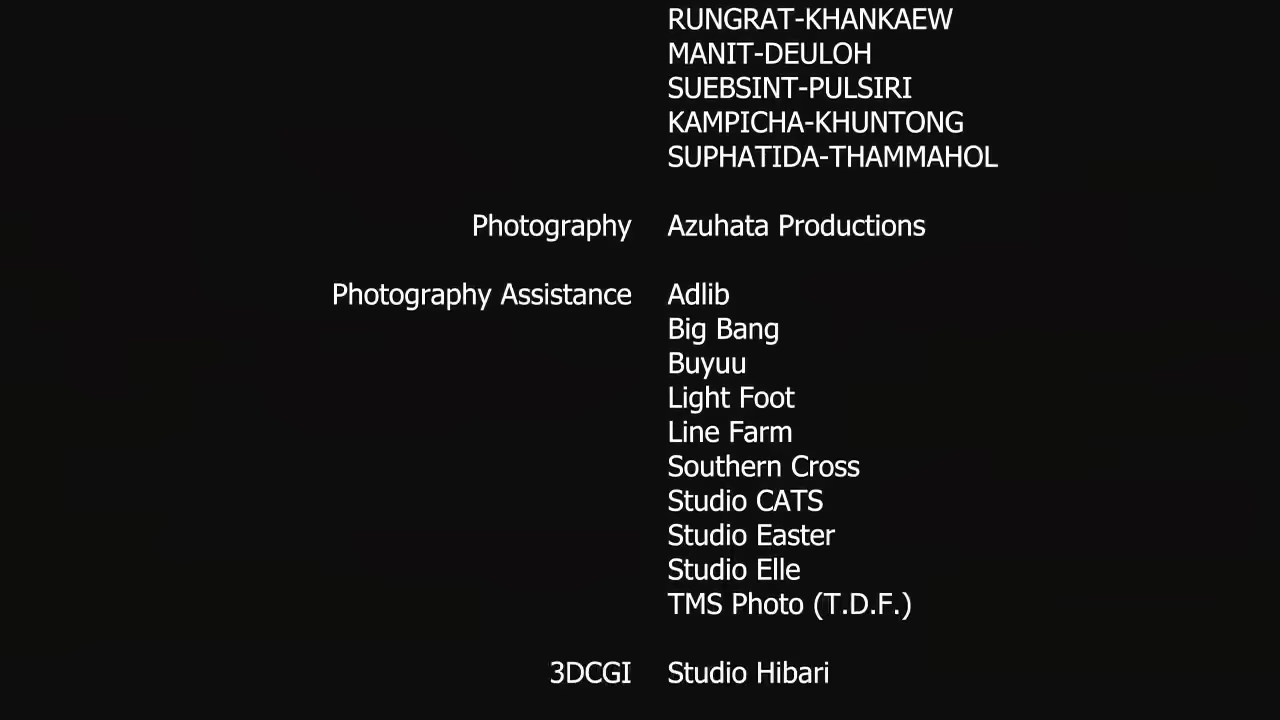 RUNGRAT-KHANKAEW
MANIT-DEULOH
SUEBSINT-PULSIRI
KAMPICHA-KHUNTONG
SUPHATIDA-THAMMAHOL
Photography Azuhata Productions
Photography Assistance Adlib
Big Bang
Buyuu
Light Foot
Line Farm
Southern Cross
Studio CATS
Studio Easter
Studio Elle
TMS Photo (T.D.F.)
3DCGI Studio Hibari